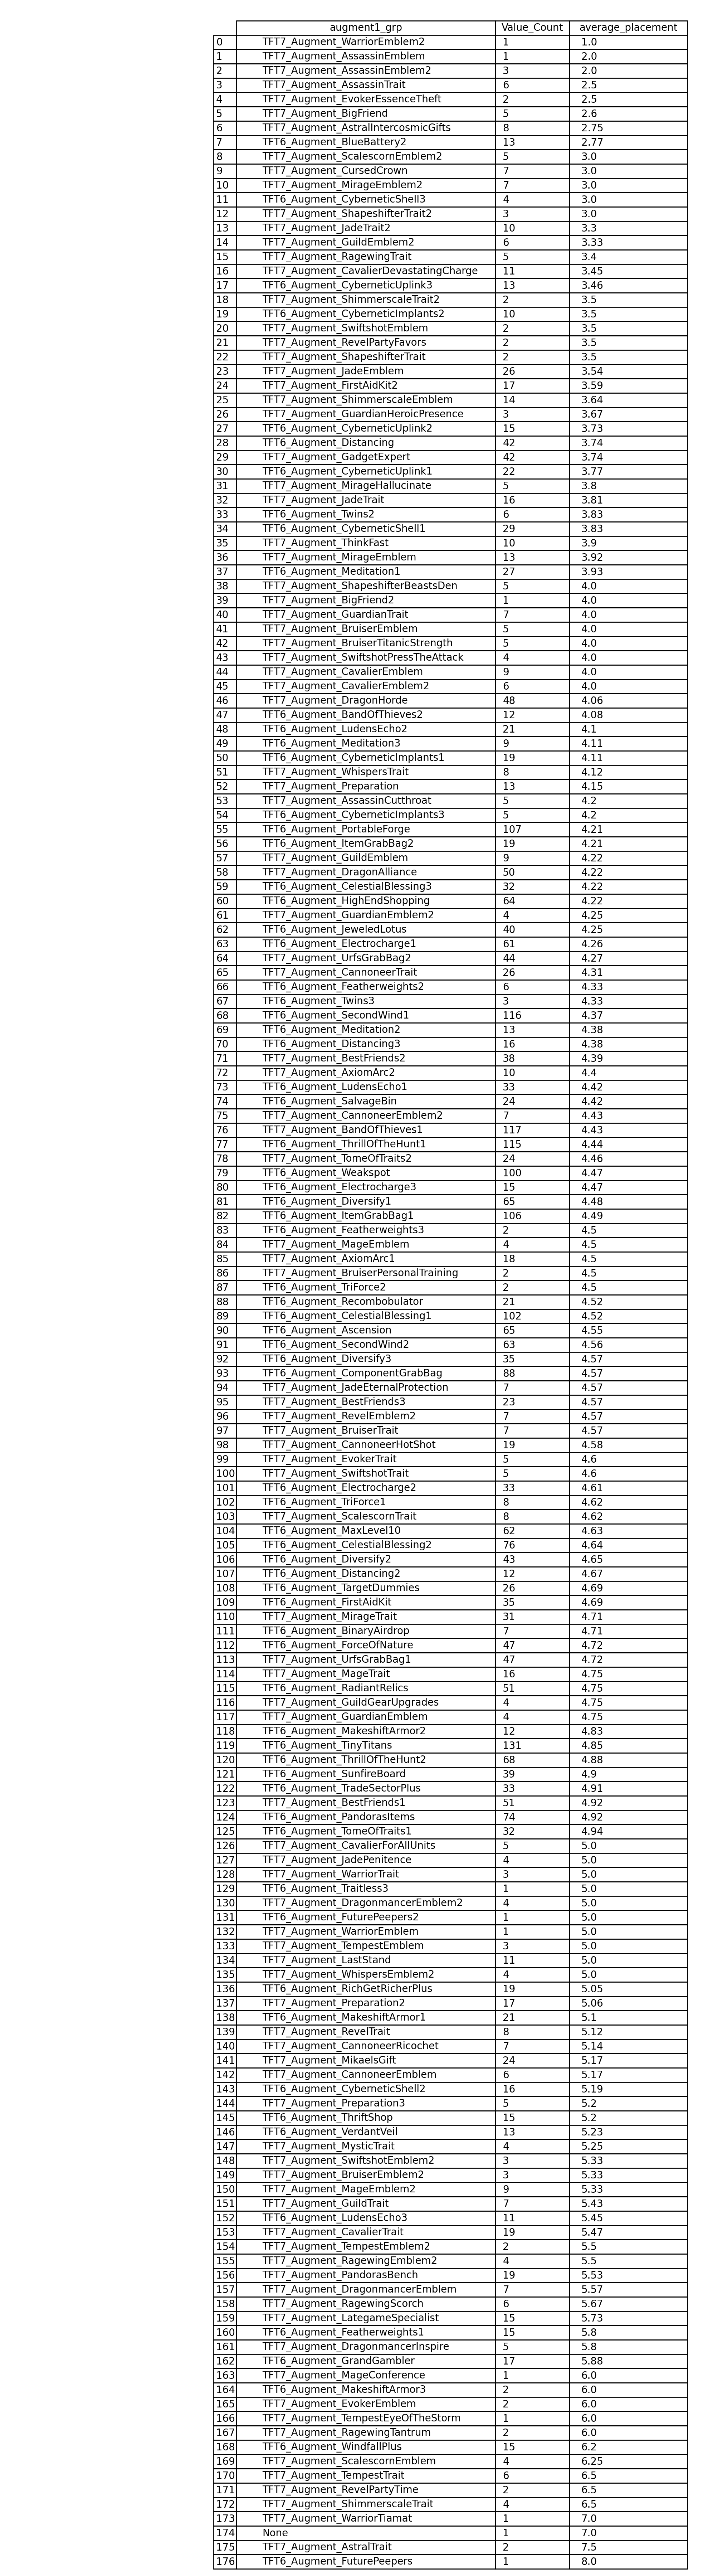 augment1_grp Value_Count average_placement
0 TFT7_Augment_WarriorEmblem2 1 1.0
1 TFT7_Augment_AssassinEmblem 1 2.0
2 TFT7_Augment_AssassinEmblem2 3 2.0
3 TFT7_Augment_AssassinTrait 6 2.5
4 TFT7_Augment_EvokerEssenceTheft 2 2.5
5 TFT7_Augment_BigFriend 5 2.6
6 TFT7_Augment_AstralIntercosmicGifts 8 2.75
7 TFT6_Augment_BlueBattery2 13 2.77
8 TFT7_Augment_ScalescornEmblem2 5 3.0
9 TFT7_Augment_CursedCrown 7 3.0
10 TFT7_Augment_MirageEmblem2 7 3.0
11 TFT6_Augment_CyberneticShell3 4 3.0
12 TFT7_Augment_ShapeshifterTrait2 3 3.0
13 TFT7_Augment_JadeTrait2 10 3.3
14 TFT7_Augment_GuildEmblem2 6 3.33
15 TFT7_Augment_RagewingTrait 5 3.4
16 TFT7_Augment_CavalierDevastatingCharge 11 3.45
17 TFT6_Augment_CyberneticUplink3 13 3.46
18 TFT7_Augment_ShimmerscaleTrait2 2 3.5
19 TFT6_Augment_CyberneticImplants2 10 3.5
20 TFT7_Augment_SwiftshotEmblem 2 3.5
21 TFT7_Augment_RevelPartyFavors 2 3.5
22 TFT7_Augment_ShapeshifterTrait 2 3.5
23 TFT7_Augment_JadeEmblem 26 3.54
24 TFT7_Augment_FirstAidKit2 17 3.59
25 TFT7_Augment_ShimmerscaleEmblem 14 3.64
26 TFT7_Augment_GuardianHeroicPresence 3 3.67
27 TFT6_Augment_CyberneticUplink2 15 3.73
28 TFT6_Augment_Distancing 42 3.74
29 TFT7_Augment_GadgetExpert 42 3.74
30 TFT6_Augment_CyberneticUplink1 22 3.77
31 TFT7_Augment_MirageHallucinate 5 3.8
32 TFT7_Augment_JadeTrait 16 3.81
33 TFT6_Augment_Twins2 6 3.83
34 TFT6_Augment_CyberneticShell1 29 3.83
35 TFT7_Augment_ThinkFast 10 3.9
36 TFT7_Augment_MirageEmblem 13 3.92
37 TFT6_Augment_Meditation1 27 3.93
38 TFT7_Augment_ShapeshifterBeastsDen 5 4.0
39 TFT7_Augment_BigFriend2 1 4.0
40 TFT7_Augment_GuardianTrait 7 4.0
41 TFT7_Augment_BruiserEmblem 5 4.0
42 TFT7_Augment_BruiserTitanicStrength 5 4.0
43 TFT7_Augment_SwiftshotPressTheAttack 4 4.0
44 TFT7_Augment_CavalierEmblem 9 4.0
45 TFT7_Augment_CavalierEmblem2 6 4.0
46 TFT7_Augment_DragonHorde 48 4.06
47 TFT6_Augment_BandOfThieves2 12 4.08
48 TFT6_Augment_LudensEcho2 21 4.1
49 TFT6_Augment_Meditation3 9 4.11
50 TFT6_Augment_CyberneticImplants1 19 4.11
51 TFT7_Augment_WhispersTrait 8 4.12
52 TFT7_Augment_Preparation 13 4.15
53 TFT7_Augment_AssassinCutthroat 5 4.2
54 TFT6_Augment_CyberneticImplants3 5 4.2
55 TFT6_Augment_PortableForge 107 4.21
56 TFT6_Augment_ItemGrabBag2 19 4.21
57 TFT7_Augment_GuildEmblem 9 4.22
58 TFT7_Augment_DragonAlliance 50 4.22
59 TFT6_Augment_CelestialBlessing3 32 4.22
60 TFT6_Augment_HighEndShopping 64 4.22
61 TFT7_Augment_GuardianEmblem2 4 4.25
62 TFT6_Augment_JeweledLotus 40 4.25
63 TFT6_Augment_Electrocharge1 61 4.26
64 TFT7_Augment_UrfsGrabBag2 44 4.27
65 TFT7_Augment_CannoneerTrait 26 4.31
66 TFT6_Augment_Featherweights2 6 4.33
67 TFT6_Augment_Twins3 3 4.33
68 TFT6_Augment_SecondWind1 116 4.37
69 TFT6_Augment_Meditation2 13 4.38
70 TFT6_Augment_Distancing3 16 4.38
71 TFT7_Augment_BestFriends2 38 4.39
72 TFT7_Augment_AxiomArc2 10 4.4
73 TFT6_Augment_LudensEcho1 33 4.42
74 TFT6_Augment_SalvageBin 24 4.42
75 TFT7_Augment_CannoneerEmblem2 7 4.43
76 TFT7_Augment_BandOfThieves1 117 4.43
77 TFT6_Augment_ThrillOfTheHunt1 115 4.44
78 TFT7_Augment_TomeOfTraits2 24 4.46
79 TFT6_Augment_Weakspot 100 4.47
80 TFT6_Augment_Electrocharge3 15 4.47
81 TFT6_Augment_Diversify1 65 4.48
82 TFT6_Augment_ItemGrabBag1 106 4.49
83 TFT6_Augment_Featherweights3 2 4.5
84 TFT7_Augment_MageEmblem 4 4.5
85 TFT7_Augment_AxiomArc1 18 4.5
86 TFT7_Augment_BruiserPersonalTraining 2 4.5
87 TFT6_Augment_TriForce2 2 4.5
88 TFT6_Augment_Recombobulator 21 4.52
89 TFT6_Augment_CelestialBlessing1 102 4.52
90 TFT6_Augment_Ascension 65 4.55
91 TFT6_Augment_SecondWind2 63 4.56
92 TFT6_Augment_Diversify3 35 4.57
93 TFT6_Augment_ComponentGrabBag 88 4.57
94 TFT7_Augment_JadeEternalProtection 7 4.57
95 TFT7_Augment_BestFriends3 23 4.57
96 TFT7_Augment_RevelEmblem2 7 4.57
97 TFT7_Augment_BruiserTrait 7 4.57
98 TFT7_Augment_CannoneerHotShot 19 4.58
99 TFT7_Augment_EvokerTrait 5 4.6
100 TFT7_Augment_SwiftshotTrait 5 4.6
101 TFT6_Augment_Electrocharge2 33 4.61
102 TFT6_Augment_TriForce1 8 4.62
103 TFT7_Augment_ScalescornTrait 8 4.62
104 TFT6_Augment_MaxLevel10 62 4.63
105 TFT6_Augment_CelestialBlessing2 76 4.64
106 TFT6_Augment_Diversify2 43 4.65
107 TFT6_Augment_Distancing2 12 4.67
108 TFT6_Augment_TargetDummies 26 4.69
109 TFT6_Augment_FirstAidKit 35 4.69
110 TFT7_Augment_MirageTrait 31 4.71
111 TFT6_Augment_BinaryAirdrop 7 4.71
112 TFT6_Augment_ForceOfNature 47 4.72
113 TFT7_Augment_UrfsGrabBag1 47 4.72
114 TFT7_Augment_MageTrait 16 4.75
115 TFT6_Augment_RadiantRelics 51 4.75
116 TFT7_Augment_GuildGearUpgrades 4 4.75
117 TFT7_Augment_GuardianEmblem 4 4.75
118 TFT6_Augment_MakeshiftArmor2 12 4.83
119 TFT6_Augment_TinyTitans 131 4.85
120 TFT6_Augment_ThrillOfTheHunt2 68 4.88
121 TFT6_Augment_SunfireBoard 39 4.9
122 TFT6_Augment_TradeSectorPlus 33 4.91
123 TFT7_Augment_BestFriends1 51 4.92
124 TFT6_Augment_PandorasItems 74 4.92
125 TFT6_Augment_TomeOfTraits1 32 4.94
126 TFT7_Augment_CavalierForAllUnits 5 5.0
127 TFT7_Augment_JadePenitence 4 5.0
128 TFT7_Augment_WarriorTrait 3 5.0
129 TFT6_Augment_Traitless3 1 5.0
130 TFT7_Augment_DragonmancerEmblem2 4 5.0
131 TFT6_Augment_FuturePeepers2 1 5.0
132 TFT7_Augment_WarriorEmblem 1 5.0
133 TFT7_Augment_TempestEmblem 3 5.0
134 TFT7_Augment_LastStand 11 5.0
135 TFT7_Augment_WhispersEmblem2 4 5.0
136 TFT6_Augment_RichGetRicherPlus 19 5.05
137 TFT7_Augment_Preparation2 17 5.06
138 TFT6_Augment_MakeshiftArmor1 21 5.1
139 TFT7_Augment_RevelTrait 8 5.12
140 TFT7_Augment_CannoneerRicochet 7 5.14
141 TFT7_Augment_MikaelsGift 24 5.17
142 TFT7_Augment_CannoneerEmblem 6 5.17
143 TFT6_Augment_CyberneticShell2 16 5.19
144 TFT7_Augment_Preparation3 5 5.2
145 TFT6_Augment_ThriftShop 15 5.2
146 TFT6_Augment_VerdantVeil 13 5.23
147 TFT7_Augment_MysticTrait 4 5.25
148 TFT7_Augment_SwiftshotEmblem2 3 5.33
149 TFT7_Augment_BruiserEmblem2 3 5.33
150 TFT7_Augment_MageEmblem2 9 5.33
151 TFT7_Augment_GuildTrait 7 5.43
152 TFT6_Augment_LudensEcho3 11 5.45
153 TFT7_Augment_CavalierTrait 19 5.47
154 TFT7_Augment_TempestEmblem2 2 5.5
155 TFT7_Augment_RagewingEmblem2 4 5.5
156 TFT7_Augment_PandorasBench 19 5.53
157 TFT7_Augment_DragonmancerEmblem 7 5.57
158 TFT7_Augment_RagewingScorch 6 5.67
159 TFT7_Augment_LategameSpecialist 15 5.73
160 TFT6_Augment_Featherweights1 15 5.8
161 TFT7_Augment_DragonmancerInspire 5 5.8
162 TFT6_Augment_GrandGambler 17 5.88
163 TFT7_Augment_MageConference 1 6.0
164 TFT6_Augment_MakeshiftArmor3 2 6.0
165 TFT7_Augment_EvokerEmblem 2 6.0
166 TFT7_Augment_TempestEyeOfTheStorm 1 6.0
167 TFT7_Augment_RagewingTantrum 2 6.0
168 TFT6_Augment_WindfallPlus 15 6.2
169 TFT7_Augment_ScalescornEmblem 4 6.25
170 TFT7_Augment_TempestTrait 6 6.5
171 TFT7_Augment_RevelPartyTime 2 6.5
172 TFT7_Augment_ShimmerscaleTrait 4 6.5
173 TFT7_Augment_WarriorTiamat 1 7.0
174 None 1 7.0
175 TFT7_Augment_AstralTrait 2 7.5
176 TFT6_Augment_FuturePeepers 1 8.0